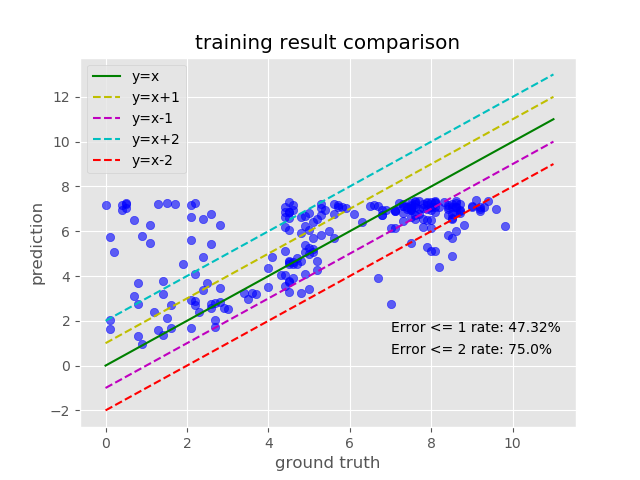 training result comparison
y=x
y=x+1
y=x-1
y=x+2
y=x-2
12
10
8
6
4
2
0
−2
prediction
Error <= 1 rate: 47.32%
Error <= 2 rate: 75.0%
0 2 4 6 8 10
ground truth